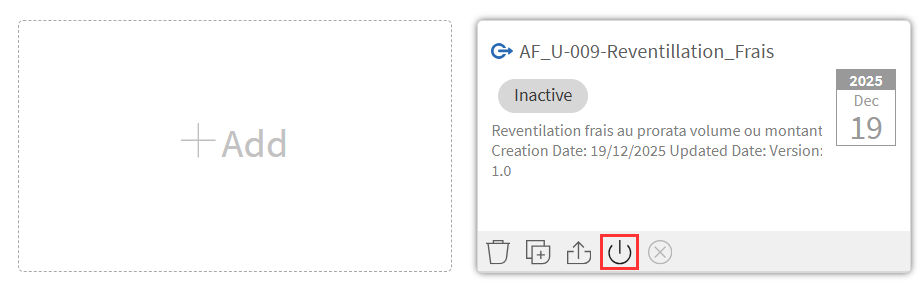 Add
AF_U-009-Reventillation_Frais
Inactive
2025
Dec
19
Reventilation frais au prorata volume ou montant
Creation Date: 19/12/2025 Updated Date: Version:
1.0